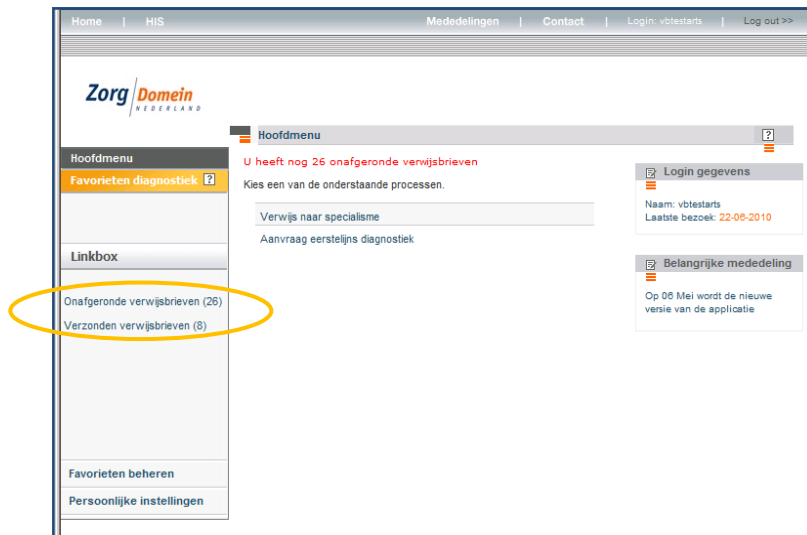 Home | HIS Mededelingen | Contact | Login: vbtestarts | Log out >>
Zorg Domein
NEDERLAND
Hoofdmenu ?
Hoofdmenu
Favorieten diagnostiek ?
Linkbox
Onafgeronde verwijsbrieven (26)
Verzonden verwijsbrieven (8)
Favorieten beheren
Persoonlijke instellingen
U heeft nog 26 onafgeronde verwijsbrieven
Kies een van de onderstaande processen.
Verwijs naar specialisme
Aanvraag eerstelijns diagnostiek
Login gegevens
Naam: vbtestarts
Laatste bezoek: 22-06-2010
Belangrijke mededeling
Op 06 Mei wordt de nieuwe
versie van de applicatie